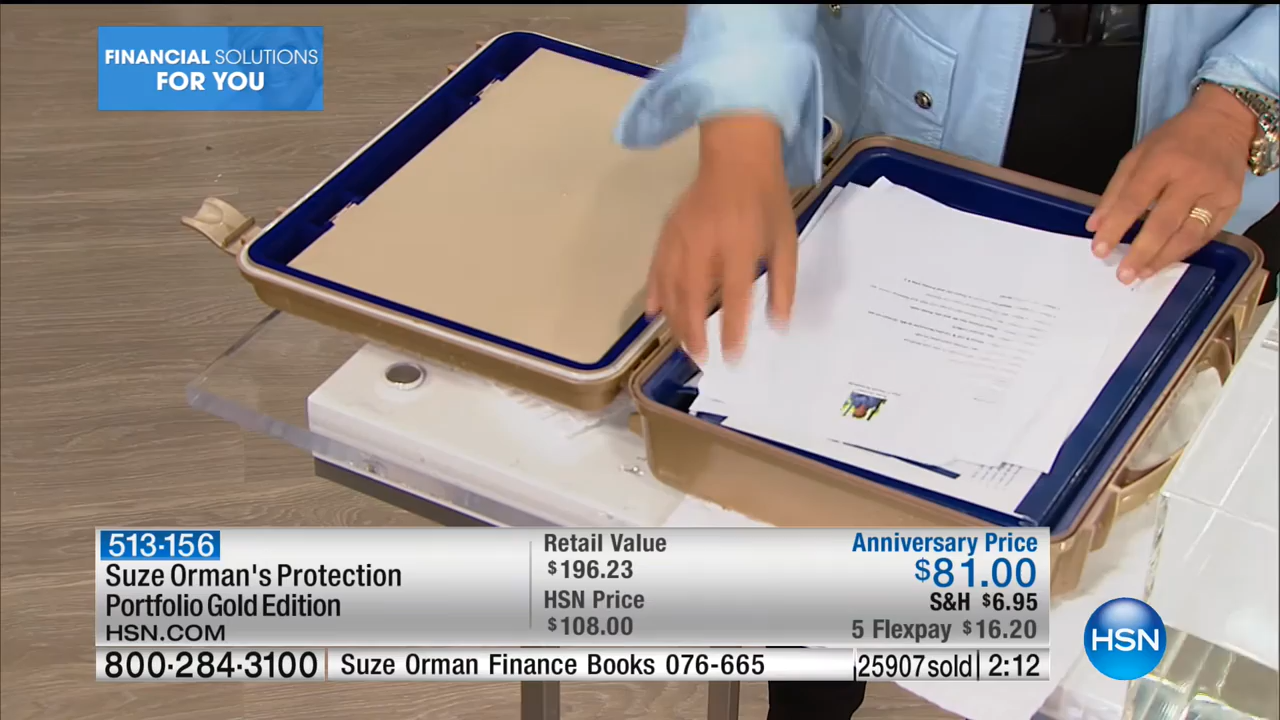 FINANCIAL SOLUTIONS
FOR YOU
513-156
Suze Orman's Protection
Portfolio Gold Edition
HSN.COM
Retail Value
$196.23
HSN Price
$108.00
Anniversary Price
$81.00
S&H $6.95
5 Flexpay $16.20
HSN
800·284·3100
Suze Orman Finance Books 076-665
25907sold
2:12